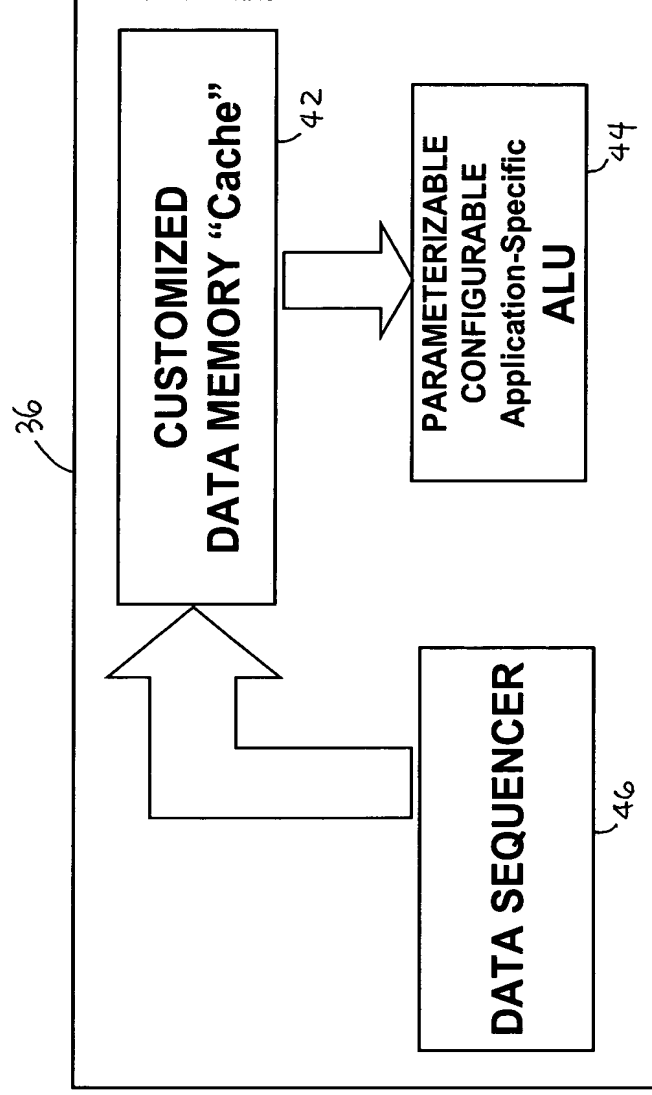 36
CUSTOMIZED
DATA MEMORY “Cache”
42
PARAMETERIZABLE
CONFIGURABLE
Application-Specific
ALU
44
DATA SEQUENCER
46